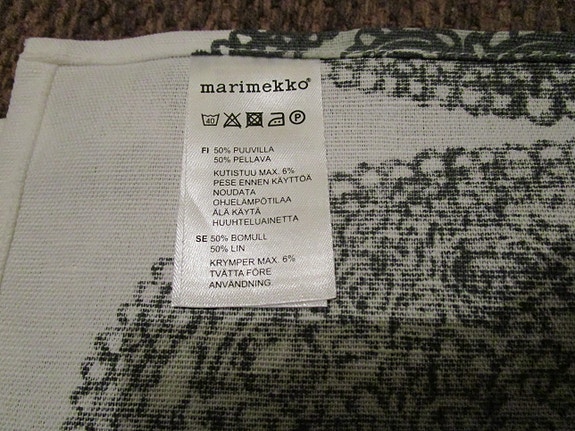 marimekko®
40 P
FI 50% PUUVILLA
50% PELLAVA
KUTISTUU MAX. 6%
PESE ENNEN KÄYTTÖÄ
NOUDATA
OHJELÄMPÖTILAA
ÄLÄ KÄYTÄ
HUUHTELUAINETTA
SE 50% BOMULL
50% LIN
KRYMPER MAX. 6%
TVÄTTA FÖRE
ANVÄNDNING